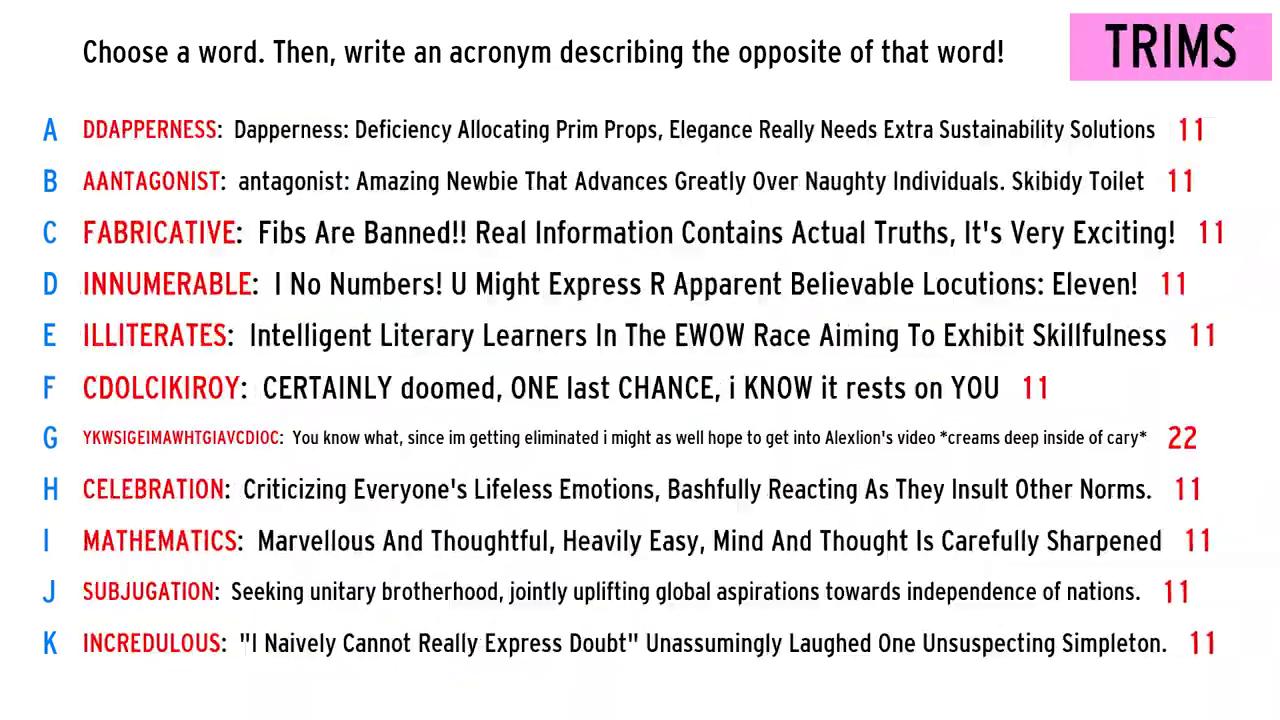 Choose a word. Then, write an acronym describing the opposite of that word!
TRIMS
A DDAPPERNESS: Dapperness: Deficiency Allocating Prim Props, Elegance Really Needs Extra Sustainability Solutions 11
B AANTAGONIST: antagonist: Amazing Newbie That Advances Greatly Over Naughty Individuals. Skibidy Toilet 11
C FABRICATIVE: Fibs Are Banned!! Real Information Contains Actual Truths, It's Very Exciting! 11
D INNUMERABLE: I No Numbers! U Might Express R Apparent Believable Locutions: Eleven! 11
E ILLITERATES: Intelligent Literary Learners In The EWOW Race Aiming To Exhibit Skillfulness 11
F CDOLCIKIROY: CERTAINLY doomed, ONE last CHANCE, i KNOW it rests on YOU 11
G YKWSIGEIMAWHTGIAVCDIOC: You know what, since im getting eliminated i might as well hope to get into Alexlion's video *creams deep inside of cary* 22
H CELEBRATION: Criticizing Everyone's Lifeless Emotions, Bashfully Reacting As They Insult Other Norms. 11
I MATHEMATICS: Marvellous And Thoughtful, Heavily Easy, Mind And Thought Is Carefully Sharpened 11
J SUBJUGATION: Seeking unitary brotherhood, jointly uplifting global aspirations towards independence of nations. 11
K INCREDULOUS: "I Naively Cannot Really Express Doubt" Unassumingly Laughed One Unsuspecting Simpleton. 11